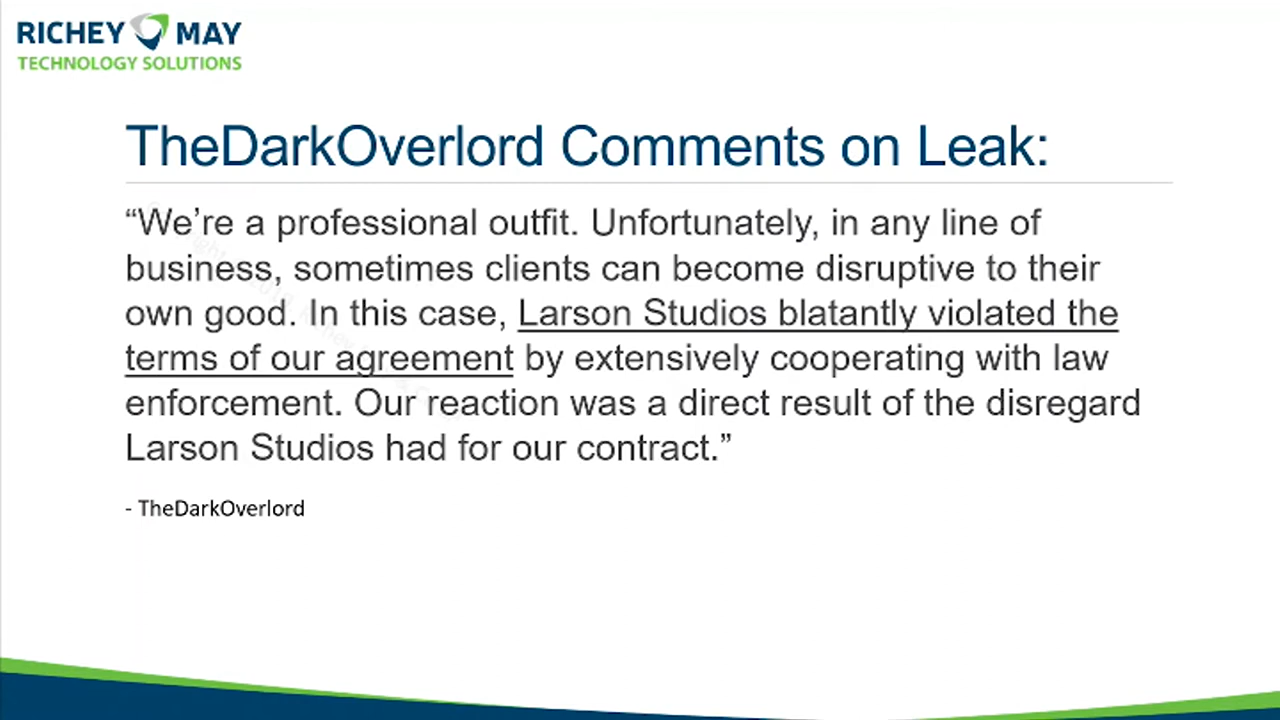 RICHEY MAY
TECHNOLOGY SOLUTIONS
TheDarkOverlord Comments on Leak:
“We’re a professional outfit. Unfortunately, in any line of
business, sometimes clients can become disruptive to their
own good. In this case, Larson Studios blatantly violated the
terms of our agreement by extensively cooperating with law
enforcement. Our reaction was a direct result of the disregard
Larson Studios had for our contract.”
- TheDarkOverlord